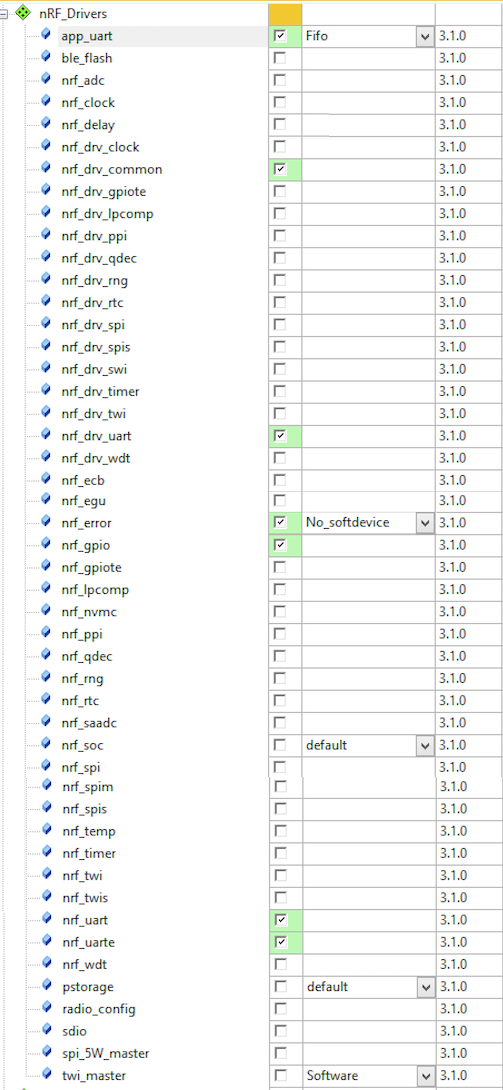 nRF_Drivers
app_uart Fifo 3.1.0
ble_flash 3.1.0
nrf_adc 3.1.0
nrf_clock 3.1.0
nrf_delay 3.1.0
nrf_drv_clock 3.1.0
nrf_drv_common 3.1.0
nrf_drv_gpiote 3.1.0
nrf_drv_lpcomp 3.1.0
nrf_drv_ppi 3.1.0
nrf_drv_qdec 3.1.0
nrf_drv_rng 3.1.0
nrf_drv_rtc 3.1.0
nrf_drv_spi 3.1.0
nrf_drv_spis 3.1.0
nrf_drv_swi 3.1.0
nrf_drv_timer 3.1.0
nrf_drv_twi 3.1.0
nrf_drv_uart 3.1.0
nrf_drv_wdt 3.1.0
nrf_ecb 3.1.0
nrf_egu 3.1.0
nrf_error No_softdevice 3.1.0
nrf_gpio 3.1.0
nrf_gpiote 3.1.0
nrf_lpcomp 3.1.0
nrf_nvmc 3.1.0
nrf_ppi 3.1.0
nrf_qdec 3.1.0
nrf_rng 3.1.0
nrf_rtc 3.1.0
nrf_saadc 3.1.0
nrf_soc default 3.1.0
nrf_spi 3.1.0
nrf_spim 3.1.0
nrf_spis 3.1.0
nrf_temp 3.1.0
nrf_timer 3.1.0
nrf_twi 3.1.0
nrf_twis 3.1.0
nrf_uart 3.1.0
nrf_uarte 3.1.0
nrf_wdt 3.1.0
pstorage default 3.1.0
radio_config 3.1.0
sdio 3.1.0
spi_5W_master 3.1.0
twi_master Software 3.1.0